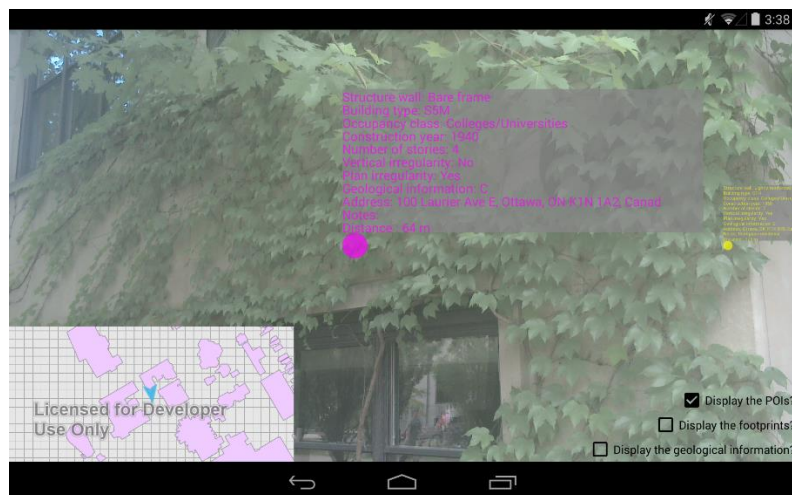 3:38
Structure wall: Bare frame
Building type: S5M
Occupancy class: Colleges/Universities
Construction year: 1940
Number of stories: 4
Vertical irregularity: No
Plan irregularity: Yes
Geological information: C
Address: 100 Laurier Ave E, Ottawa, ON K1N 1A2, Canad
Notes:
Distance : 64 m
Licensed for Developer
Use Only
Display the POIs?
Display the footprints?
Display the geological information?